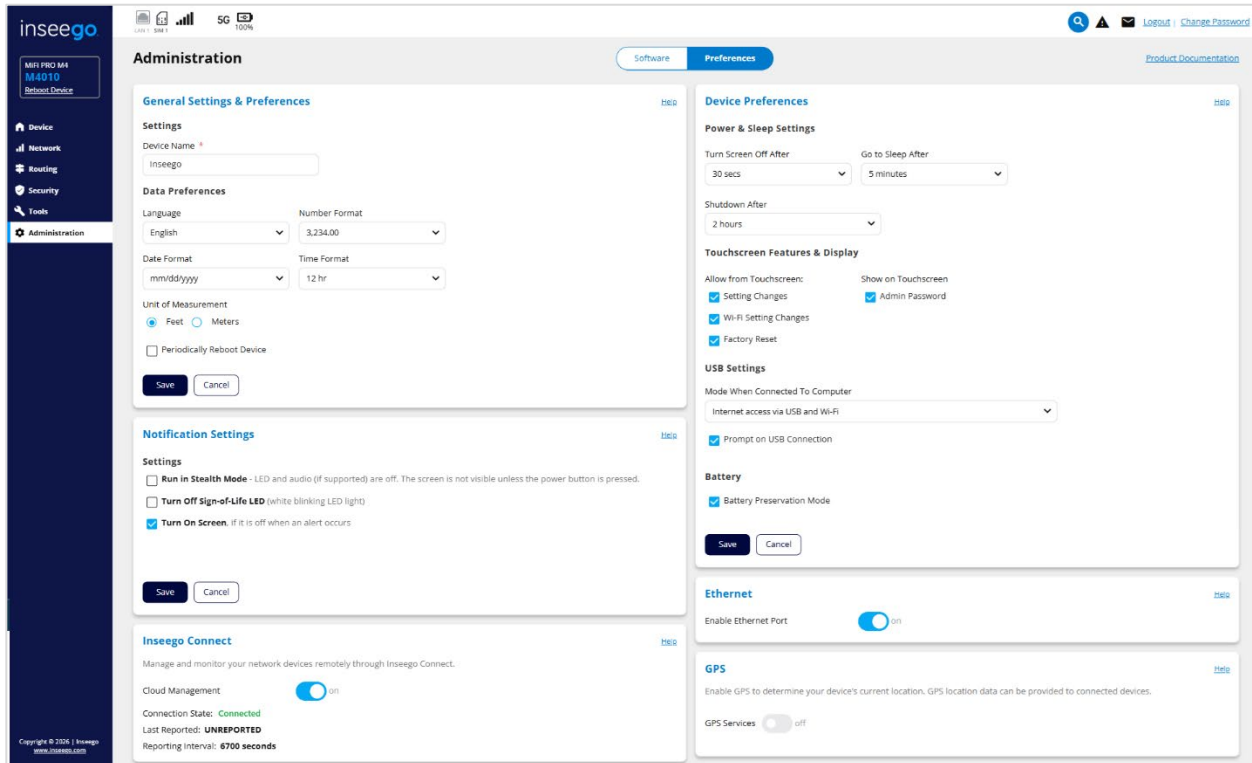 inseego
LAN 1 SIM 1
5G
100%
Logout | Change Password
MiFi PRO M4
M4010
Reboot Device
Device
Network
Routing
Security
Tools
Administration
Copyright © 2026 | Inseego
www.inseego.com
Administration
Software
Preferences
Product Documentation
General Settings & Preferences
Help
Settings
Device Name *
Inseego
Data Preferences
Language
Number Format
English
3,234.00
Date Format
Time Format
mm/dd/yyyy
12 hr
Unit of Measurement
Feet
Meters
Periodically Reboot Device
Save
Cancel
Notification Settings
Help
Settings
Run in Stealth Mode - LED and audio (if supported) are off. The screen is not visible unless the power button is pressed.
Turn Off Sign-of-Life LED (white blinking LED light)
Turn On Screen, if it is off when an alert occurs
Save
Cancel
Inseego Connect
Help
Manage and monitor your network devices remotely through Inseego Connect.
Cloud Management
on
Connection State: Connected
Last Reported: UNREPORTED
Reporting Interval: 6700 seconds
Device Preferences
Help
Power & Sleep Settings
Turn Screen Off After
Go to Sleep After
30 secs
5 minutes
Shutdown After
2 hours
Touchscreen Features & Display
Allow from Touchscreen:
Show on Touchscreen
Setting Changes
Admin Password
Wi-Fi Setting Changes
Factory Reset
USB Settings
Mode When Connected To Computer
Internet access via USB and Wi-Fi
Prompt on USB Connection
Battery
Battery Preservation Mode
Save
Cancel
Ethernet
Help
Enable Ethernet Port
on
GPS
Help
Enable GPS to determine your device's current location. GPS location data can be provided to connected devices.
GPS Services
off